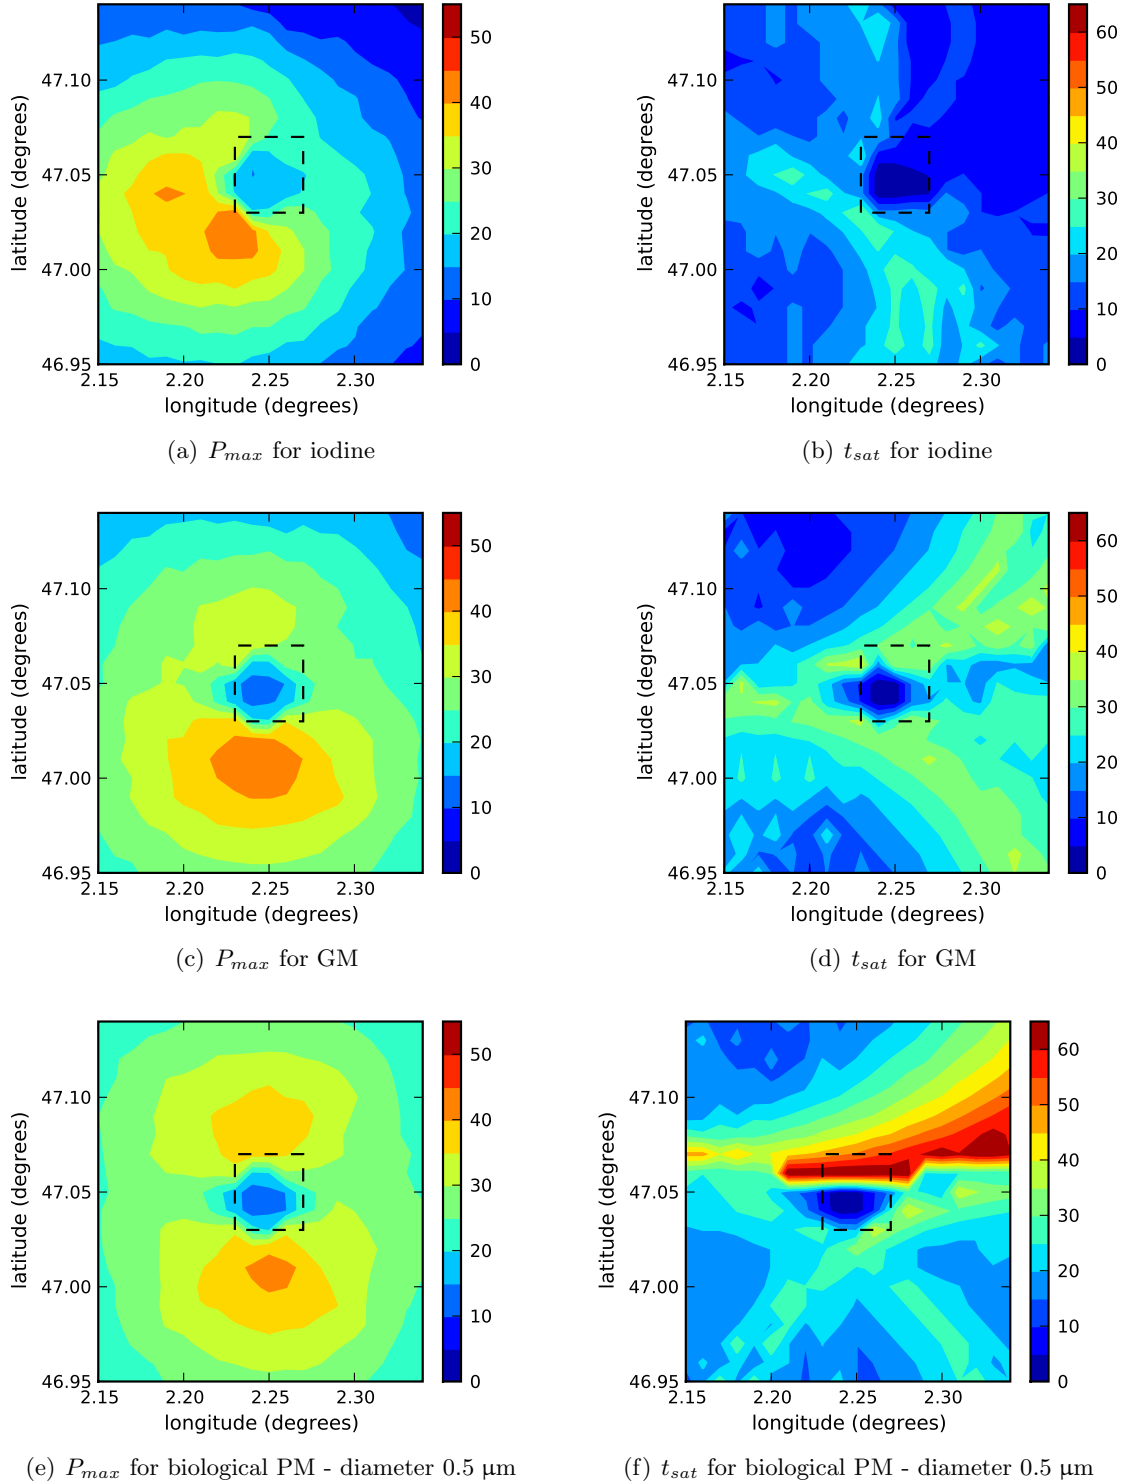 47.10
47.05
47.00
46.95
2.15 2.20 2.25 2.30
latitude (degrees)
longitude (degrees)
50
40
30
20
10
0
(a) P_max for iodine
47.10
47.05
47.00
46.95
2.15 2.20 2.25 2.30
latitude (degrees)
longitude (degrees)
60
50
40
30
20
10
0
(b) t_sat for iodine
47.10
47.05
47.00
46.95
2.15 2.20 2.25 2.30
latitude (degrees)
longitude (degrees)
50
40
30
20
10
0
(c) P_max for GM
47.10
47.05
47.00
46.95
2.15 2.20 2.25 2.30
latitude (degrees)
longitude (degrees)
60
50
40
30
20
10
0
(d) t_sat for GM
47.10
47.05
47.00
46.95
2.15 2.20 2.25 2.30
latitude (degrees)
longitude (degrees)
50
40
30
20
10
0
(e) P_max for biological PM - diameter 0.5 µm
47.10
47.05
47.00
46.95
2.15 2.20 2.25 2.30
latitude (degrees)
longitude (degrees)
60
50
40
30
20
10
0
(f) t_sat for biological PM - diameter 0.5 µm